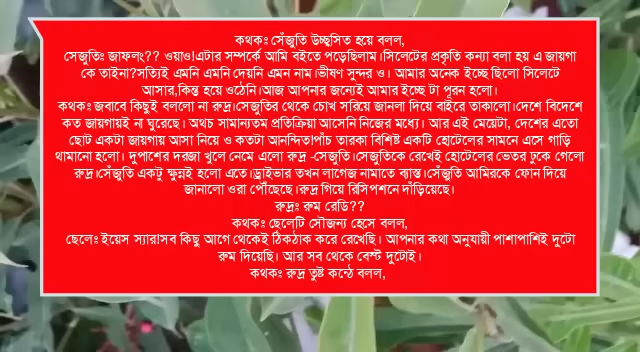 কথকঃ সেঁজুতি উচ্ছ্বসিত হয়ে বলল,
সেজুতিঃ জাফলং?? ওয়াও!এটার সম্পর্কে আমি বইতে পড়েছিলাম।সিলেটের প্রকৃতি কন্যা বলা হয় এ জায়গা
কে তাইনা?সত্যিই এমনি এমনি দেয়নি এমন নাম।ভীষণ সুন্দর ও। আমার অনেক ইচ্ছে ছিলো সিলেটে
আসার,কিন্ত হয়ে ওঠেনি।আজ আপনার জন্যেই আমার ইচ্ছে টা পূরন হলো।
কথকঃ জবাবে কিছুই বললো না রুদ্র।সেজুতির থেকে চোখ সরিয়ে জানলা দিয়ে বাইরে তাকালো।দেশে বিদেশে
কত জায়গায়ই না ঘুরেছে। অথচ সামান্যতম প্রতিক্রিয়া আসেনি নিজের মধ্যে। আর এই মেয়েটা, দেশের এতো
ছোট একটা জায়গায় আসা নিয়ে ও কতটা আনন্দিত!পাঁচ তারকা বিশিষ্ট একটি হোটেলের সামনে এসে গাড়ি
থামানো হলো। দুপাশের দরজা খুলে নেমে এলো রুদ্র -সেজুতি।সেজুতিকে রেখেই হোটেলের ভেতর ঢুকে গেলো
রুদ্র।সেঁজুতি একটু ক্ষুন্নই হলো এতে।ড্রাইভার তখন লাগেজ নামাতে ব্যাস্ত।সেঁজুতি আমিরকে ফোন দিয়ে
জানালো ওরা পৌঁছেছে।রুদ্র গিয়ে রিসিপশনে দাঁড়িয়েছে।
রুদ্রঃ রুম রেডি??
কথকঃ ছেলেটি সৌজন্য হেসে বলল,
ছেলেঃ ইয়েস স্যার।সব কিছু আগে থেকেই ঠিকঠাক করে রেখেছি। আপনার কথা অনুযায়ী পাশাপাশিই দুটো
রুম দিয়েছি। আর সব থেকে বেস্ট দুটোই।
কথকঃ রুদ্র তুষ্ট কন্ঠে বলল,